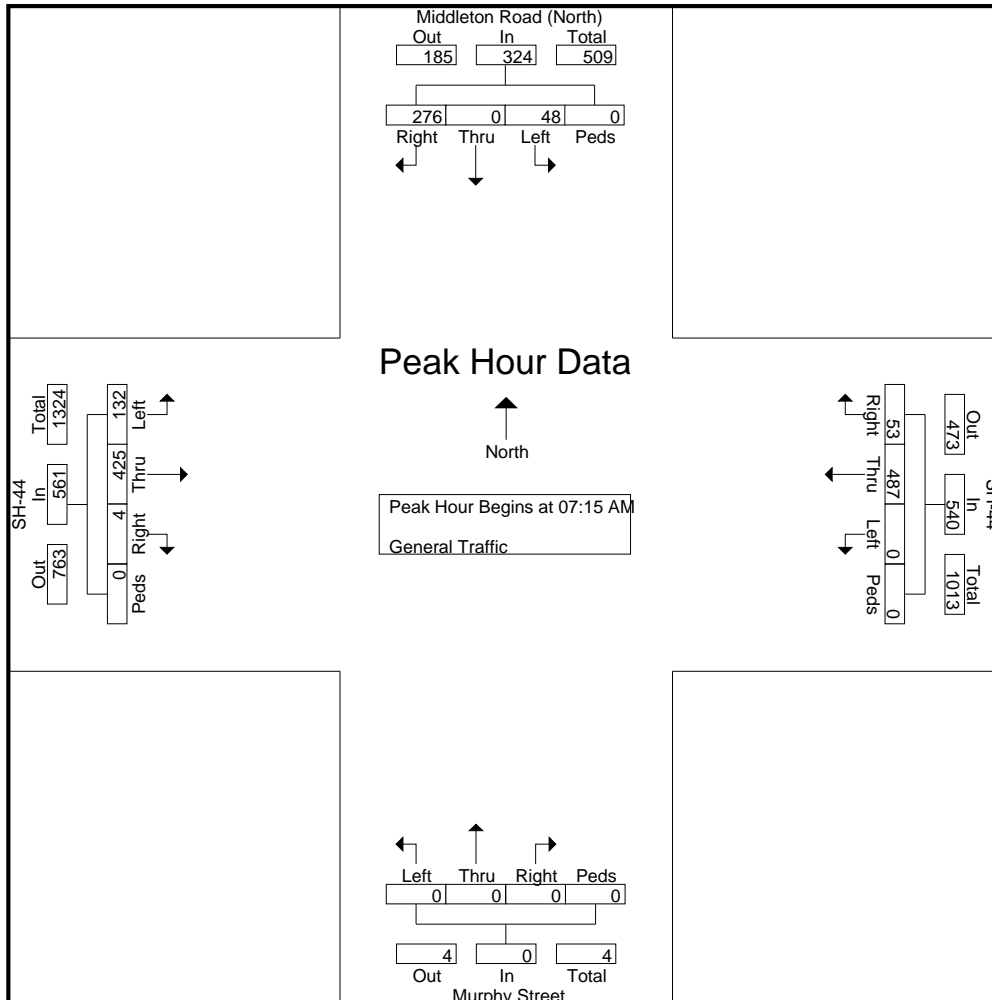 Middleton Road (North)
Out In Total
185 324 509
276 0 48 0
Right Thru Left Peds
Peak Hour Data
North
Peak Hour Begins at 07:15 AM
General Traffic
SH-44
Total In Out
1324 561 763
132 425 4 0
Left Thru Right Peds
Right Thru Left Peds
53 487 0 0
Out In Total
473 540 1013
SH-44
Left Thru Right Peds
0 0 0 0
4 0 4
Out In Total
Murphy Street